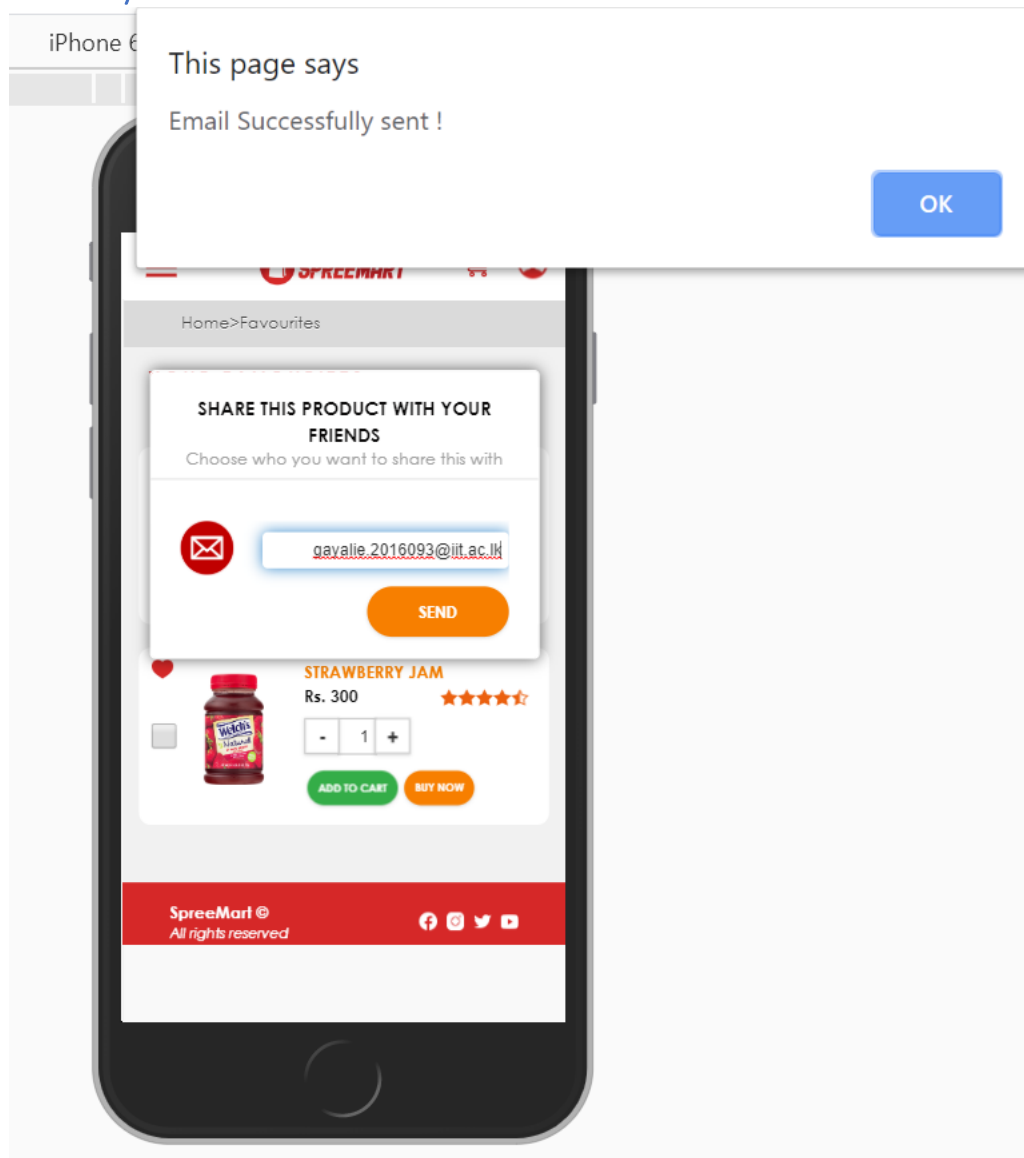 iPhone 6
This page says
Email Successfully sent !
OK
SPREEMART
Home>Favourites
SHARE THIS PRODUCT WITH YOUR
FRIENDS
Choose who you want to share this with
gayalie.2016093@iit.ac.lk
SEND
STRAWBERRY JAM
Rs. 300
Welch's
Natural
- 1 +
ADD TO CART
BUY NOW
SpreeMart ©
All rights reserved